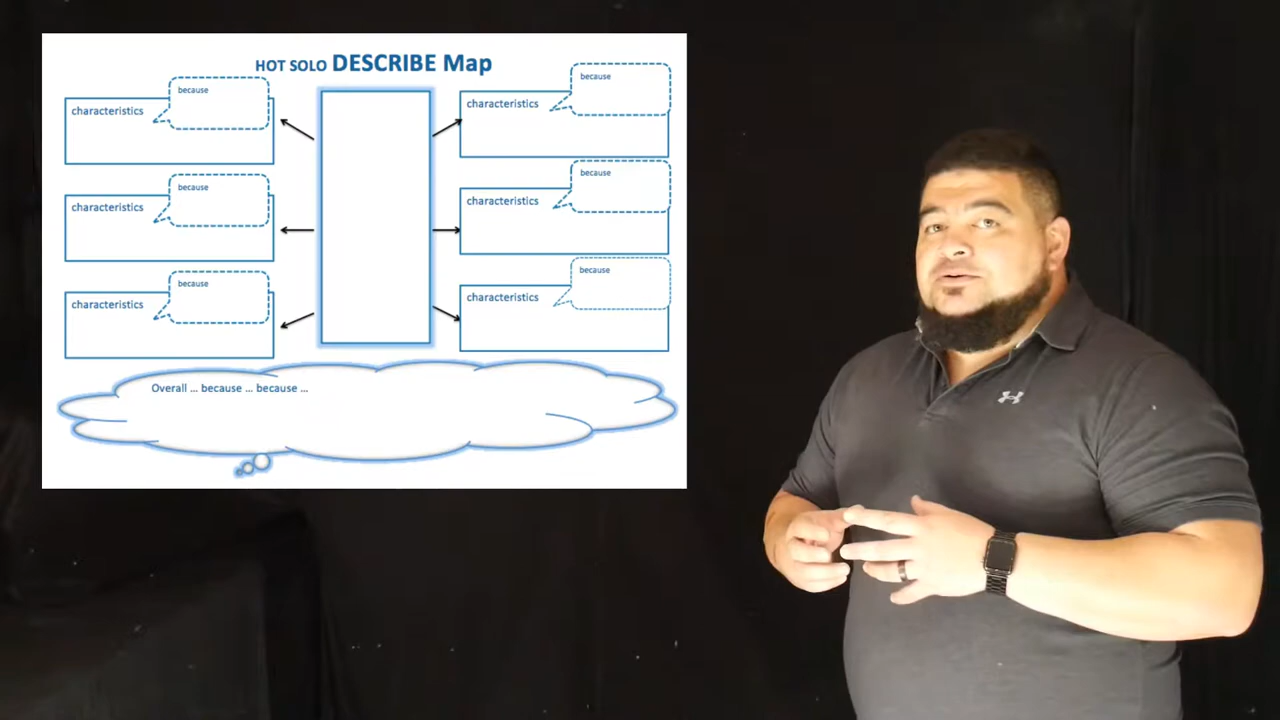 HOT SOLO DESCRIBE Map
because
characteristics
because
characteristics
because
characteristics
because
characteristics
because
characteristics
because
characteristics
Overall ... because ... because ...